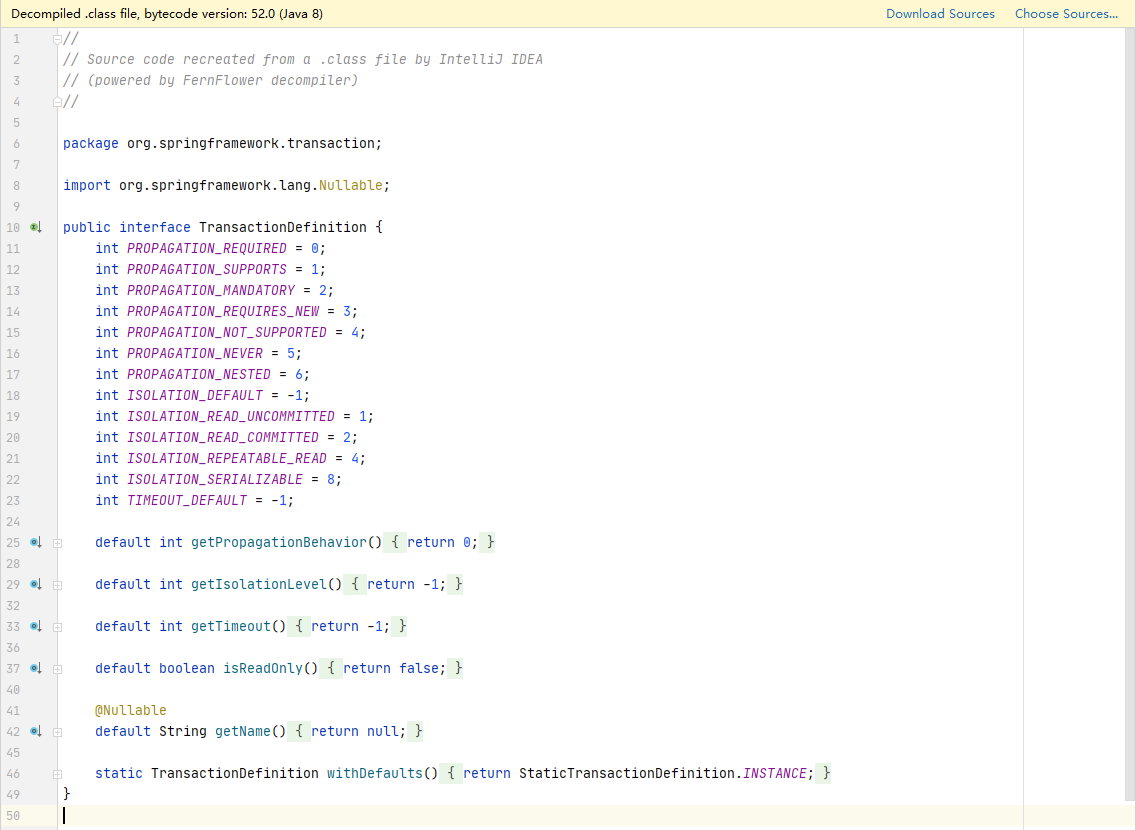 Decompiled .class file, bytecode version: 52.0 (Java 8) Download Sources Choose Sources...
1 //
2 // Source code recreated from a .class file by IntelliJ IDEA
3 // (powered by FernFlower decompiler)
4 //
5
6 package org.springframework.transaction;
7
8 import org.springframework.lang.Nullable;
9
10 public interface TransactionDefinition {
11 int PROPAGATION_REQUIRED = 0;
12 int PROPAGATION_SUPPORTS = 1;
13 int PROPAGATION_MANDATORY = 2;
14 int PROPAGATION_REQUIRES_NEW = 3;
15 int PROPAGATION_NOT_SUPPORTED = 4;
16 int PROPAGATION_NEVER = 5;
17 int PROPAGATION_NESTED = 6;
18 int ISOLATION_DEFAULT = -1;
19 int ISOLATION_READ_UNCOMMITTED = 1;
20 int ISOLATION_READ_COMMITTED = 2;
21 int ISOLATION_REPEATABLE_READ = 4;
22 int ISOLATION_SERIALIZABLE = 8;
23 int TIMEOUT_DEFAULT = -1;
24
25 default int getPropagationBehavior() { return 0; }
28
29 default int getIsolationLevel() { return -1; }
32
33 default int getTimeout() { return -1; }
36
37 default boolean isReadOnly() { return false; }
40
41 @Nullable
42 default String getName() { return null; }
45
46 static TransactionDefinition withDefaults() { return StaticTransactionDefinition.INSTANCE; }
49 }
50